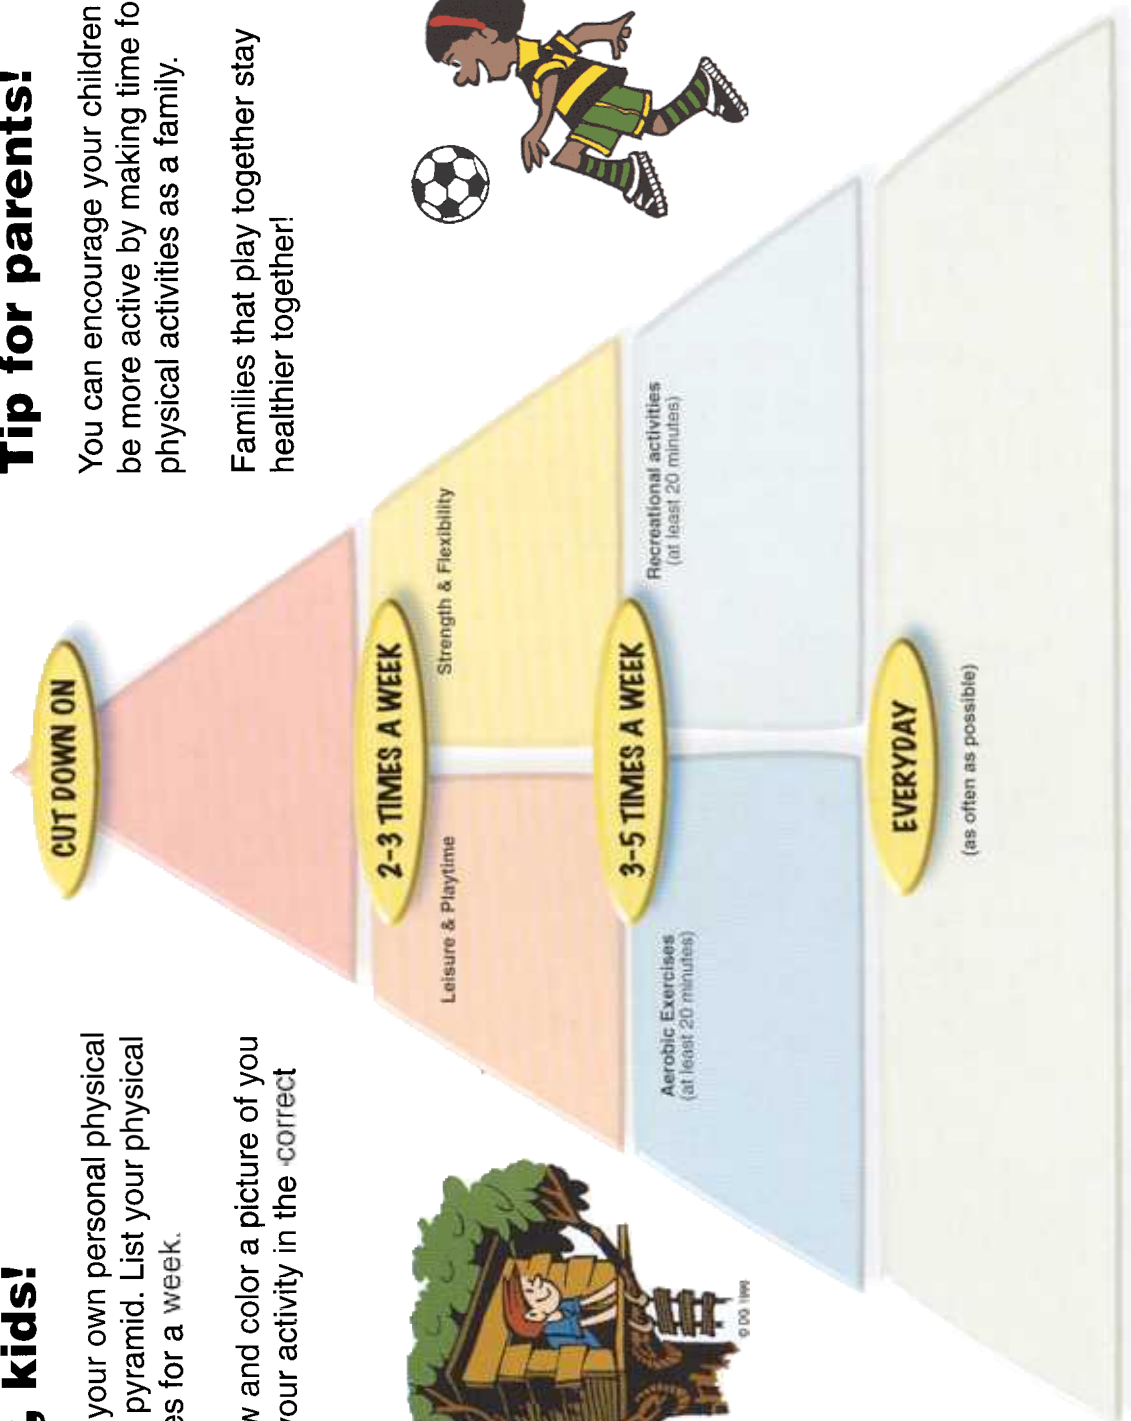 , kids!
your own personal physical
pyramid. List your physical
es for a week.
w and color a picture of you
your activity in the correct
Tip for parents!
You can encourage your children
be more active by making time fo
physical activities as a family.
Families that play together stay
healthier together!
CUT DOWN ON
2-3 TIMES A WEEK
Leisure & Playtime
Strength & Flexibility
3-5 TIMES A WEEK
Aerobic Exercises
(at least 20 minutes)
Recreational activities
(at least 20 minutes)
EVERYDAY
(as often as possible)
© DG 1998